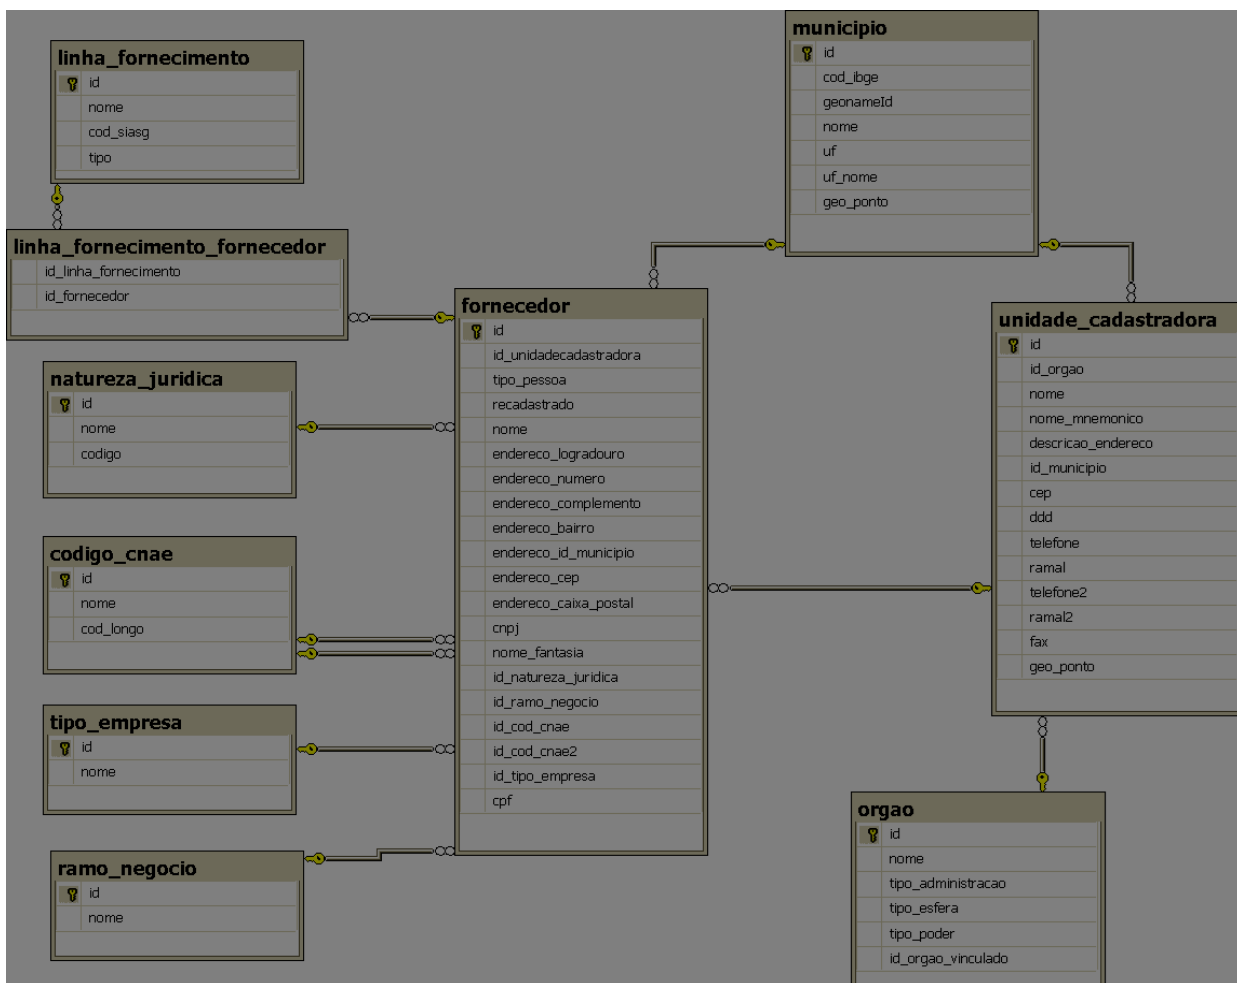 linha_fornecimento
id
nome
cod_siasg
tipo
linha_fornecimento_fornecedor
id_linha_fornecimento
id_fornecedor
natureza_juridica
id
nome
codigo
codigo_cnae
id
nome
cod_longo
tipo_empresa
id
nome
ramo_negocio
id
nome
fornecedor
id
id_unidadecadastradora
tipo_pessoa
recadastrado
nome
endereco_logradouro
endereco_numero
endereco_complemento
endereco_bairro
endereco_id_municipio
endereco_cep
endereco_caixa_postal
cnpj
nome_fantasia
id_natureza_juridica
id_ramo_negocio
id_cod_cnae
id_cod_cnae2
id_tipo_empresa
cpf
municipio
id
cod_ibge
geonameId
nome
uf
uf_nome
geo_ponto
unidade_cadastradora
id
id_orgao
nome
nome_mnemonico
descricao_endereco
id_municipio
cep
ddd
telefone
ramal
telefone2
ramal2
fax
geo_ponto
orgao
id
nome
tipo_administracao
tipo_esfera
tipo_poder
id_orgao_vinculado